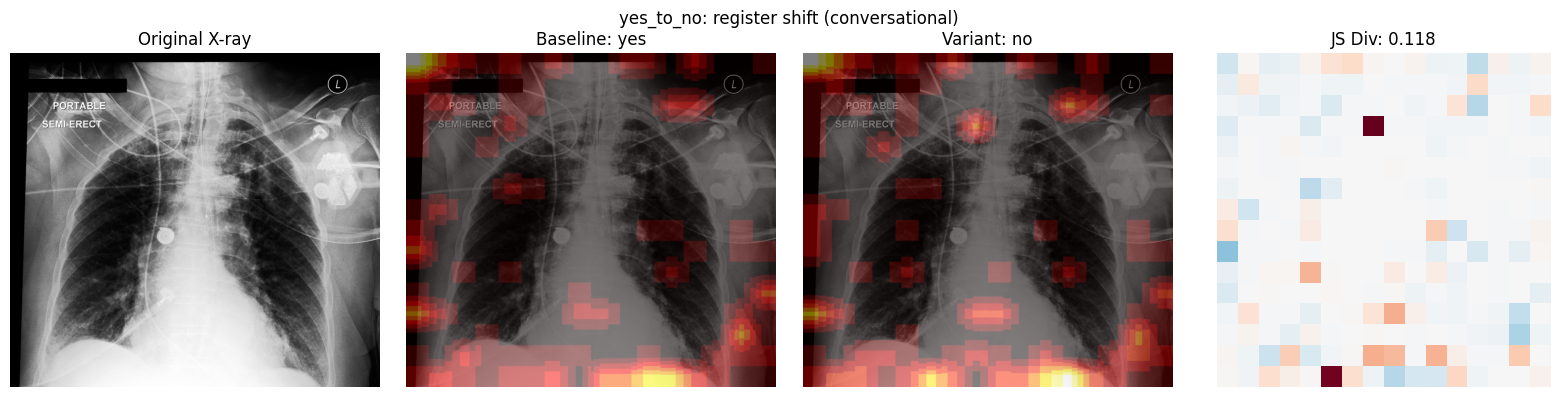 yes_to_no: register shift (conversational)
Original X-ray
Baseline: yes
Variant: no
JS Div: 0.118
L
PORTABLE
SEMI-ERECT
L
PORTABLE
SEMI-ERECT
L
PORTABLE
SEMI-ERECT